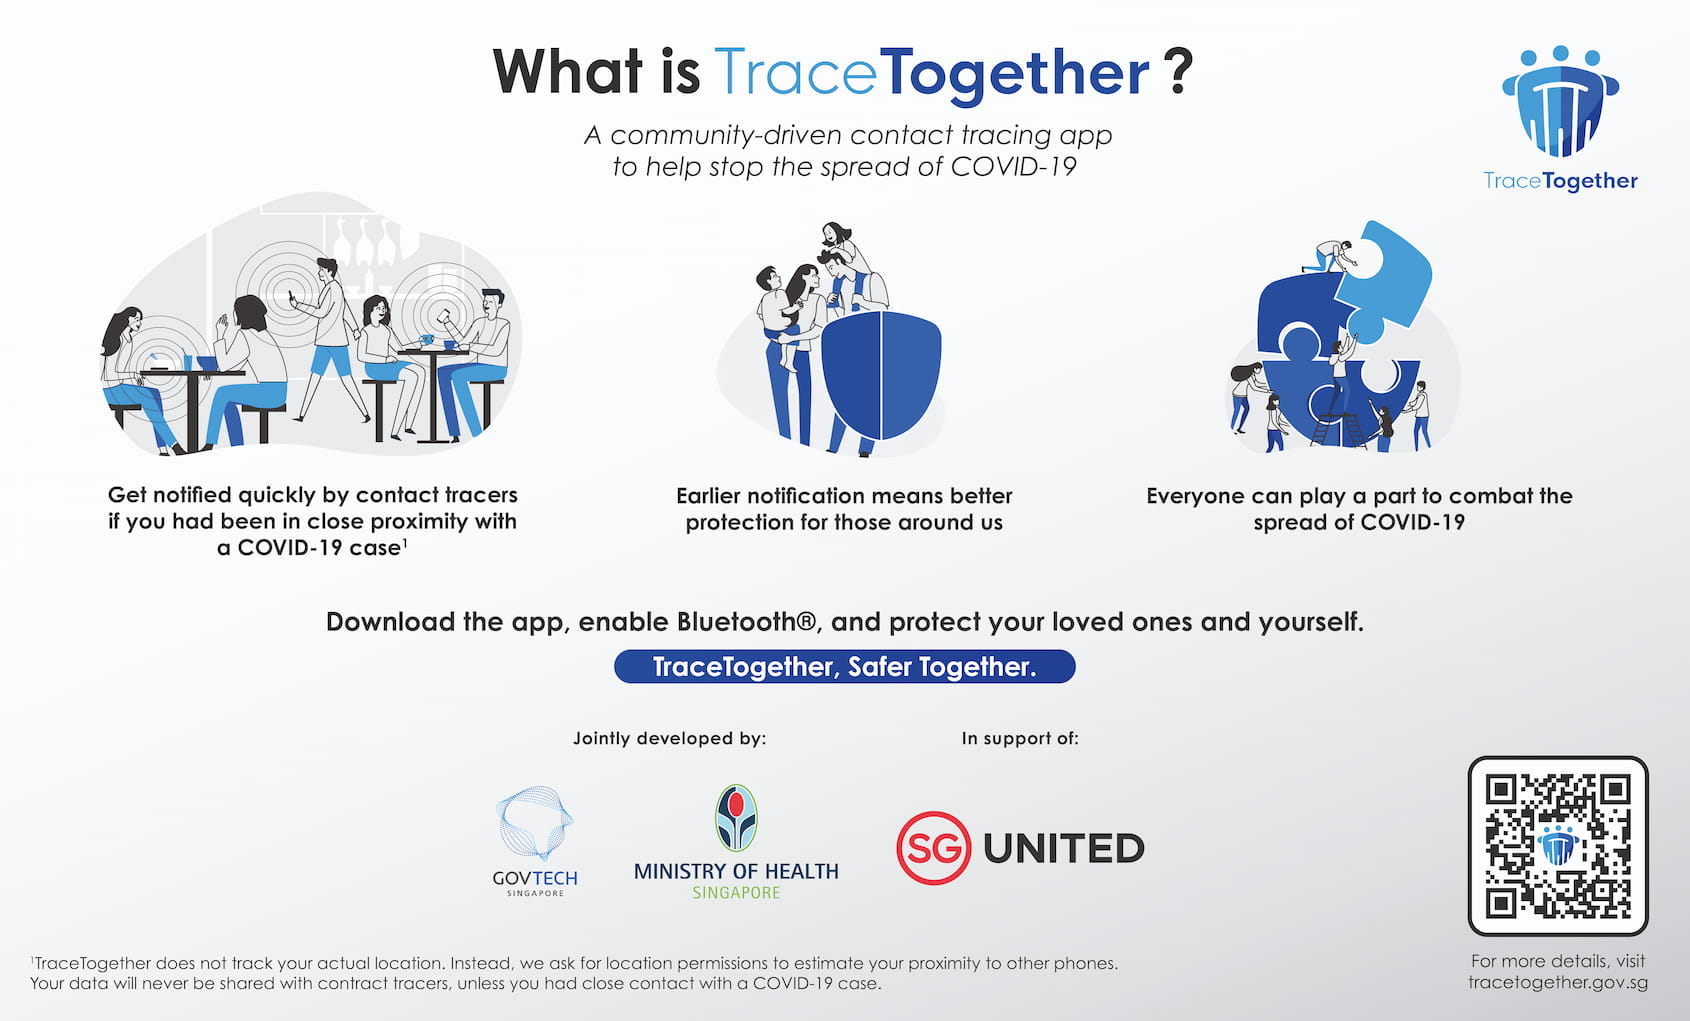 What is TraceTogether ?
A community-driven contact tracing app
to help stop the spread of COVID-19
TraceTogether
Get notified quickly by contact tracers
if you had been in close proximity with
a COVID-19 case¹
Earlier notification means better
protection for those around us
Everyone can play a part to combat the
spread of COVID-19
Download the app, enable Bluetooth®, and protect your loved ones and yourself.
TraceTogether, Safer Together.
Jointly developed by:
In support of:
GOVTECH
SINGAPORE
MINISTRY OF HEALTH
SINGAPORE
SG UNITED
¹TraceTogether does not track your actual location. Instead, we ask for location permissions to estimate your proximity to other phones.
Your data will never be shared with contract tracers, unless you had close contact with a COVID-19 case.
For more details, visit
tracetogether.gov.sg